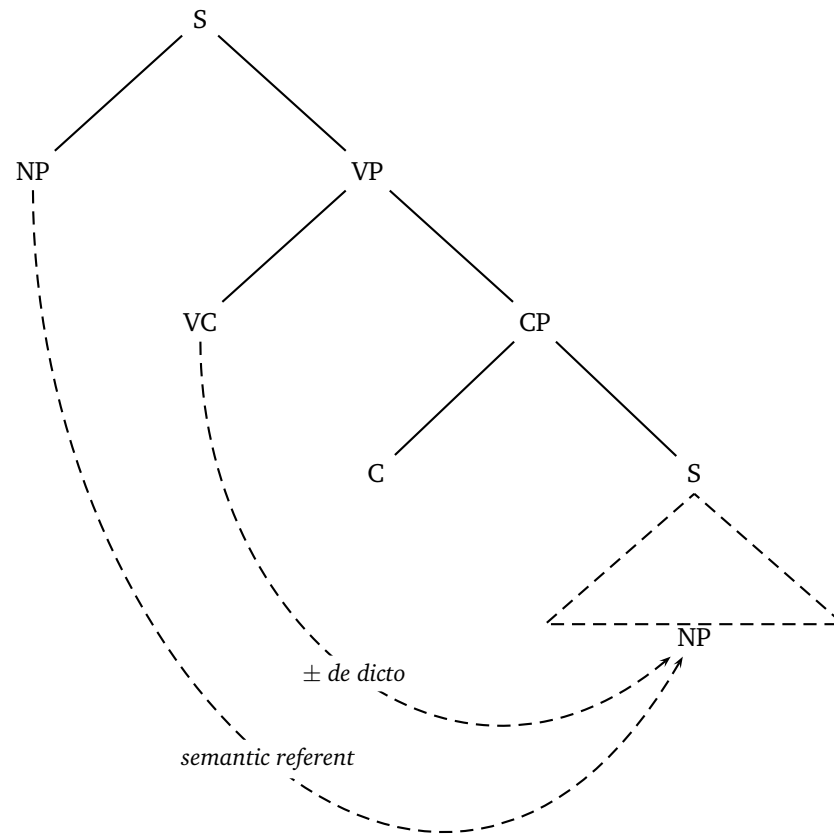 S
NP VP
VC CP
C S
NP
± de dicto
semantic referent